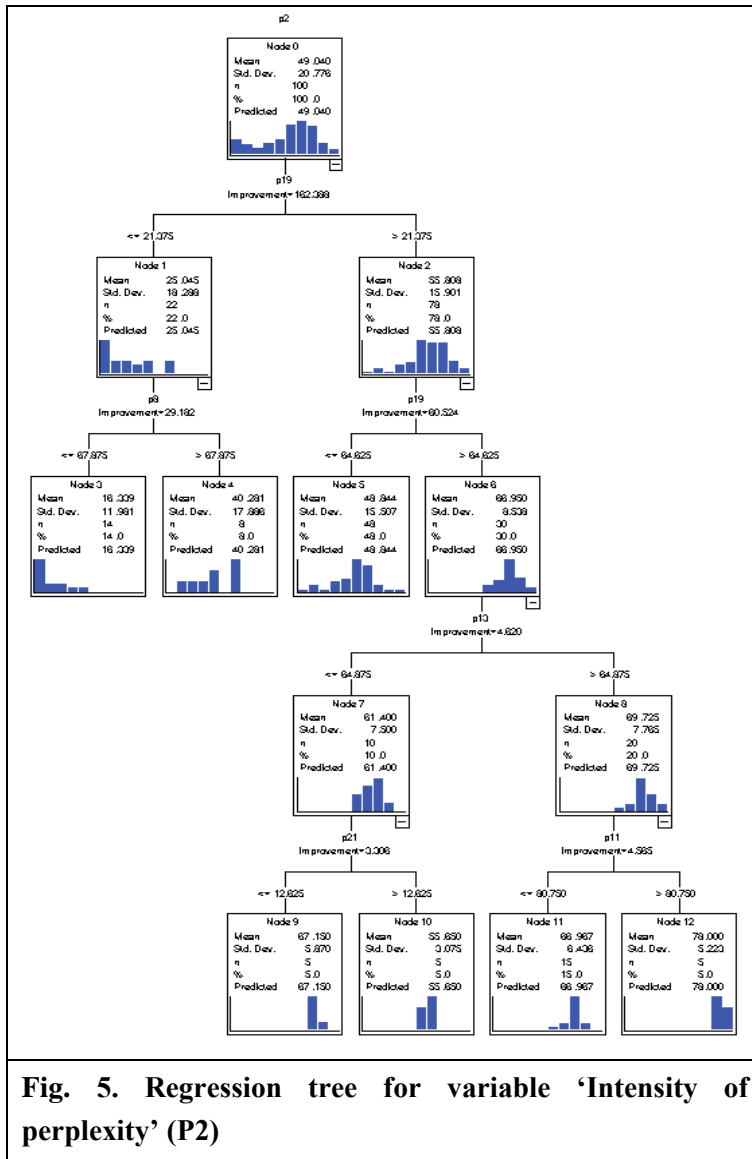 p2
Node 0
Mean 49.040
Std. Dev. 20.776
n 100
% 100.0
Predicted 49.040
p19
Improvement=162.388
<= 21.375
> 21.375
Node 1
Mean 25.045
Std. Dev. 18.288
n 22
% 22.0
Predicted 25.045
Node 2
Mean 55.808
Std. Dev. 15.901
n 78
% 78.0
Predicted 55.808
p8
Improvement=29.182
p19
Improvement=60.524
<= 67.875
> 67.875
<= 64.625
> 64.625
Node 3
Mean 16.339
Std. Dev. 11.981
n 14
% 14.0
Predicted 16.339
Node 4
Mean 40.281
Std. Dev. 17.886
n 8
% 8.0
Predicted 40.281
Node 5
Mean 48.844
Std. Dev. 15.507
n 48
% 48.0
Predicted 48.844
Node 6
Mean 66.950
Std. Dev. 8.538
n 30
% 30.0
Predicted 66.950
p13
Improvement=4.620
<= 64.875
> 64.875
Node 7
Mean 61.400
Std. Dev. 7.500
n 10
% 10.0
Predicted 61.400
Node 8
Mean 69.725
Std. Dev. 7.765
n 20
% 20.0
Predicted 69.725
p21
Improvement=3.306
p11
Improvement=4.565
<= 12.625
> 12.625
<= 80.750
> 80.750
Node 9
Mean 67.150
Std. Dev. 5.870
n 5
% 5.0
Predicted 67.150
Node 10
Mean 55.650
Std. Dev. 3.075
n 5
% 5.0
Predicted 55.650
Node 11
Mean 66.967
Std. Dev. 6.436
n 15
% 15.0
Predicted 66.967
Node 12
Mean 78.000
Std. Dev. 5.223
n 5
% 5.0
Predicted 78.000
Fig. 5. Regression tree for variable ‘Intensity of
perplexity’ (P2)